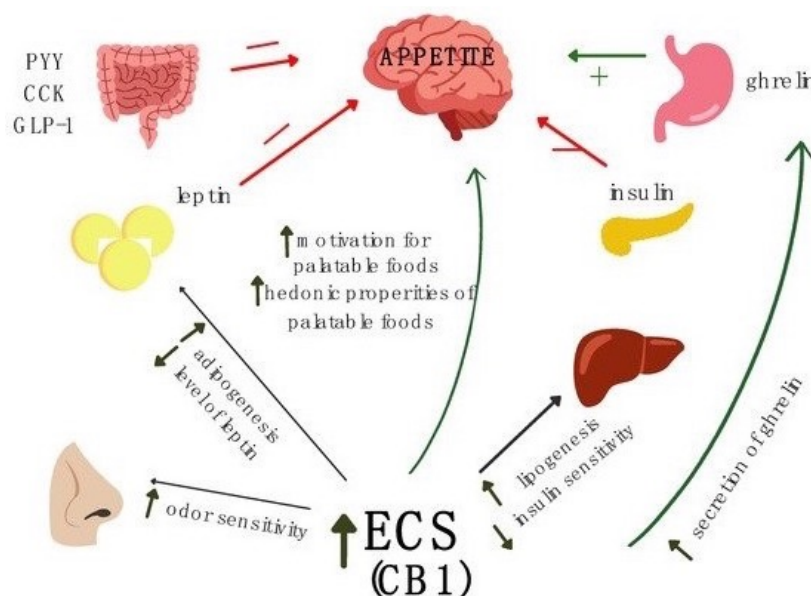 PYY
CCK
GLP-1
APPETITE
+
ghrelin
leptin
insulin
motivation for
palatable foods
hedonic properities of
palatable foods
adipogenesis
level of leptin
odor sensitivity
lipogenesis
insulin sensitivity
secretion of ghrelin
ECS
(CB1)